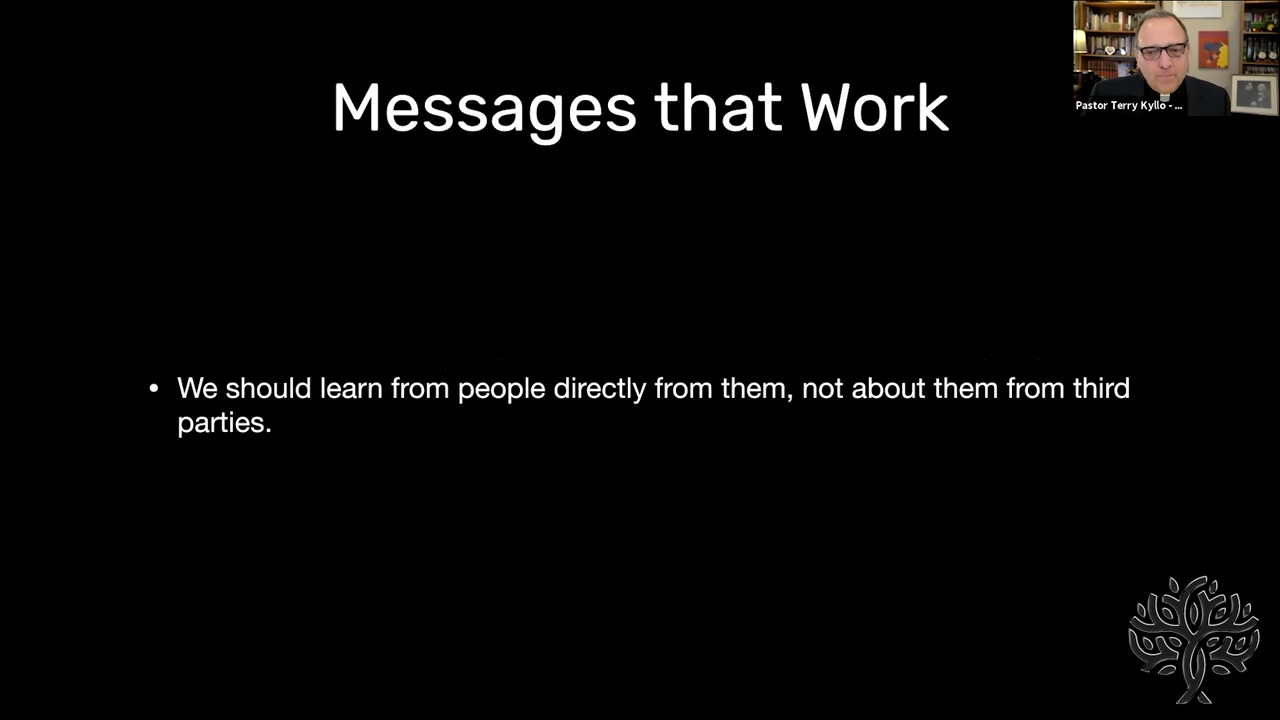 Messages that Work
Pastor Terry Kyllo - ...
• We should learn from people directly from them, not about them from third
parties.